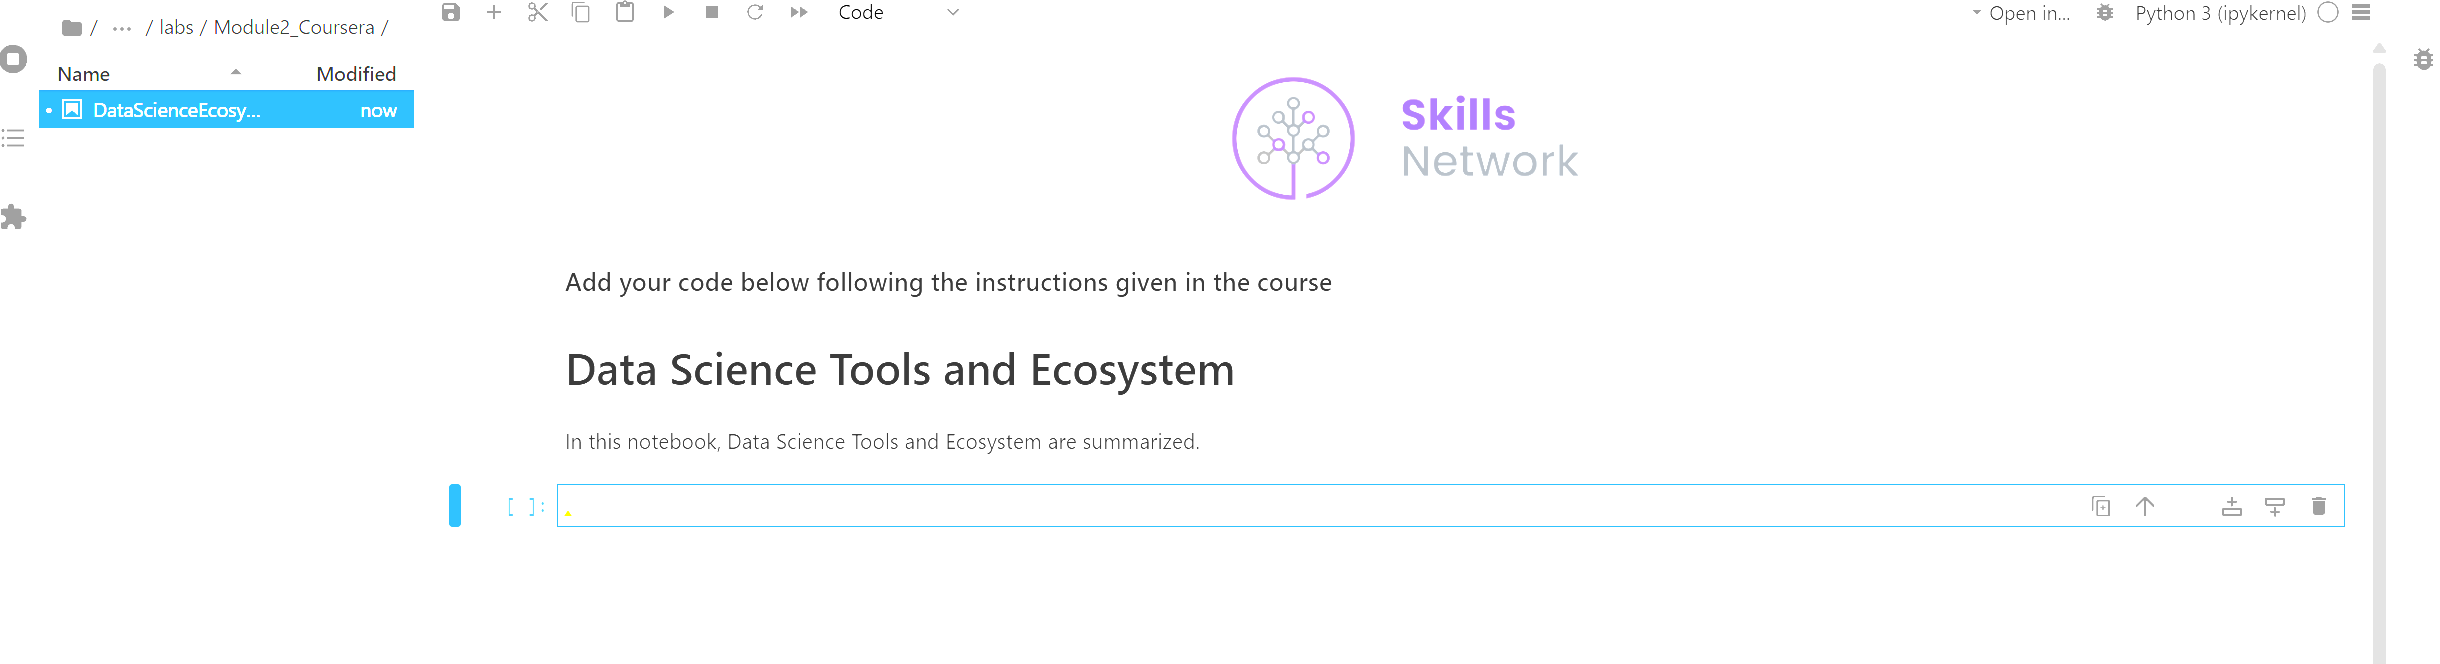 Code
Open in...
Python 3 (ipykernel)
/ ... / labs / Module2_Coursera /
Name
Modified
DataScienceEcosy...
now
Skills
Network
Add your code below following the instructions given in the course
Data Science Tools and Ecosystem
In this notebook, Data Science Tools and Ecosystem are summarized.
[ ]: